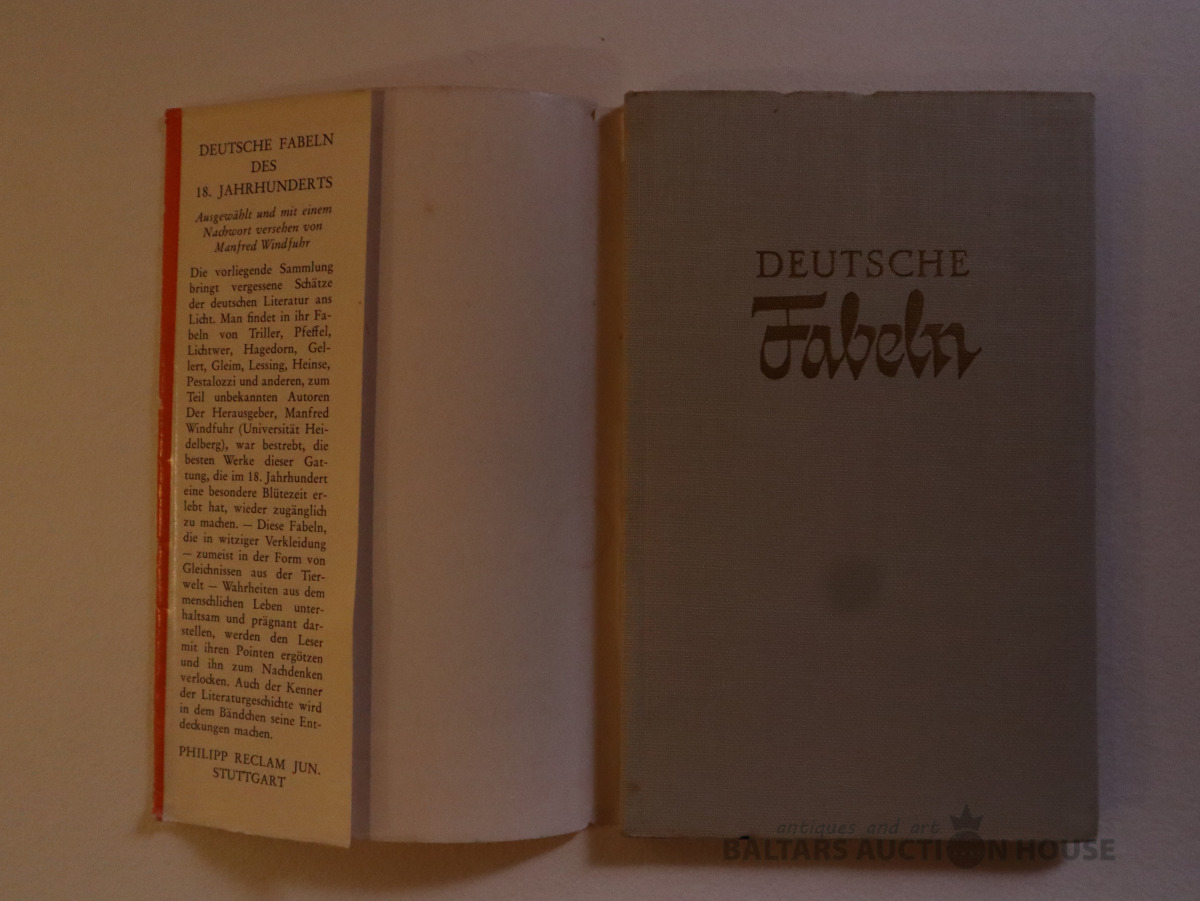 DEUTSCHE FABELN
DES
18. JAHRHUNDERTS
Ausgewählt und mit einem
Nachwort versehen von
Manfred Windfuhr
Die vorliegende Sammlung
bringt vergessene Schätze
der deutschen Literatur ans
Licht. Man findet in ihr Fa-
beln von Triller, Pfeffel,
Lichtwer, Hagedorn, Gel-
lert, Gleim, Lessing, Heinse,
Pestalozzi und anderen, zum
Teil unbekannten Autoren
Der Herausgeber, Manfred
Windfuhr (Universität Hei-
delberg), war bestrebt, die
besten Werke dieser Gat-
tung, die im 18. Jahrhundert
eine besondere Blütezeit er-
lebt hat, wieder zugänglich
zu machen. — Diese Fabeln,
die in witziger Verkleidung
— zumeist in der Form von
Gleichnissen aus der Tier-
welt — Wahrheiten aus dem
menschlichen Leben unter-
haltsam und prägnant dar-
stellen, werden den Leser
mit ihren Pointen ergötzen
und ihn zum Nachdenken
verlocken. Auch der Kenner
der Literaturgeschichte wird
in dem Bändchen seine Ent-
deckungen machen.
PHILIPP RECLAM JUN.
STUTTGART
DEUTSCHE
Fabeln
antiques and art
BALTARS AUCTION HOUSE